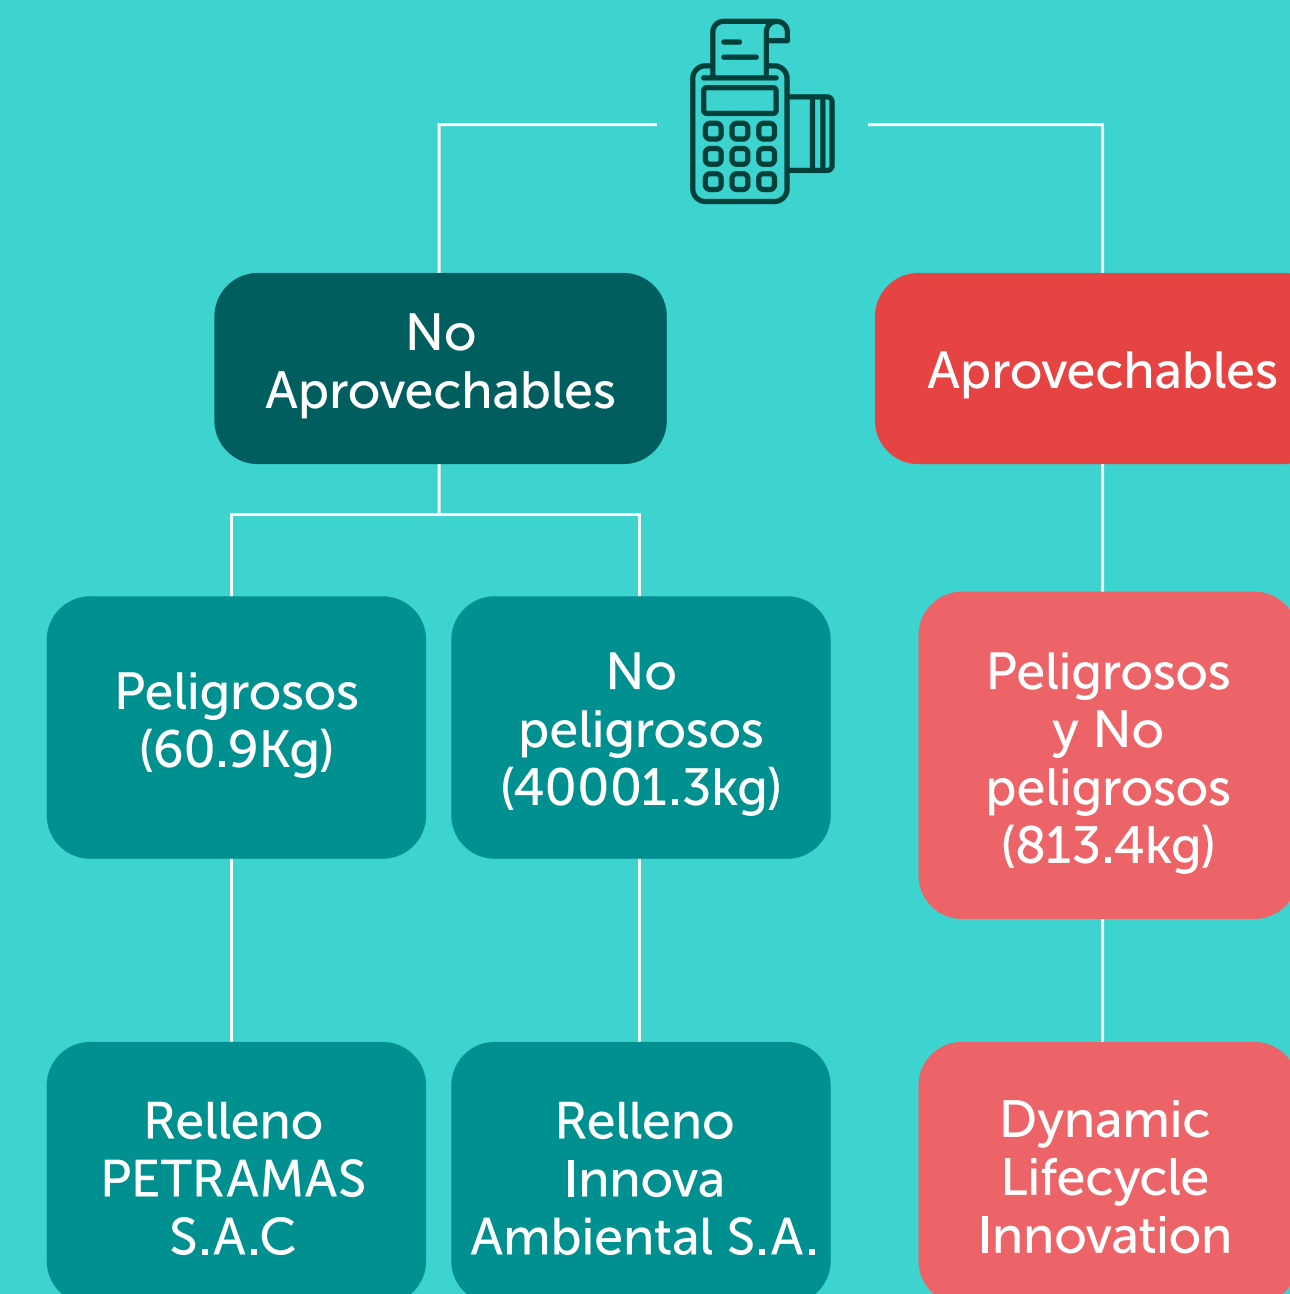 No
Aprovechables
Aprovechables
Peligrosos
(60.9Kg)
No
peligrosos
(40001.3kg)
Peligrosos
y No
peligrosos
(813.4kg)
Relleno
PETRAMAS
S.A.C
Relleno
Innova
Ambiental S.A.
Dynamic
Lifecycle
Innovation